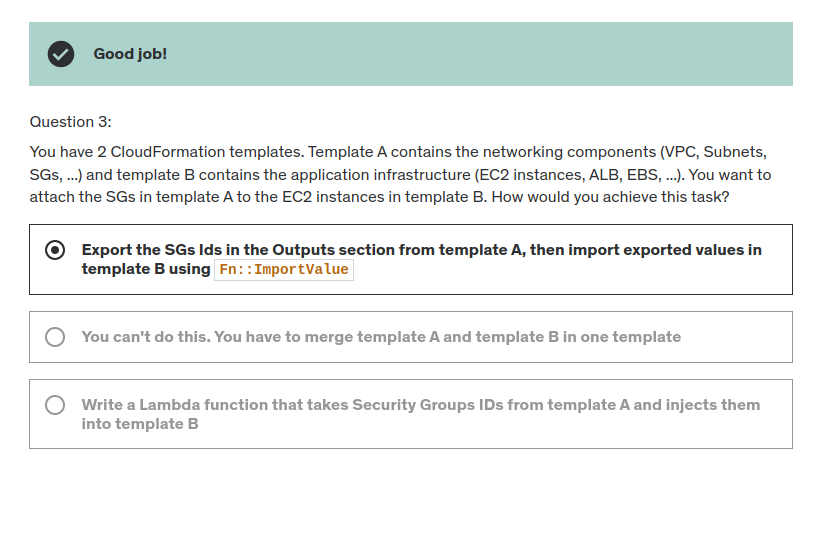 Good job!
Question 3:
You have 2 CloudFormation templates. Template A contains the networking components (VPC, Subnets,
SGs, ...) and template B contains the application infrastructure (EC2 instances, ALB, EBS, ...). You want to
attach the SGs in template A to the EC2 instances in template B. How would you achieve this task?
Export the SGs Ids in the Outputs section from template A, then import exported values in
template B using Fn::ImportValue
You can't do this. You have to merge template A and template B in one template
Write a Lambda function that takes Security Groups IDs from template A and injects them
into template B